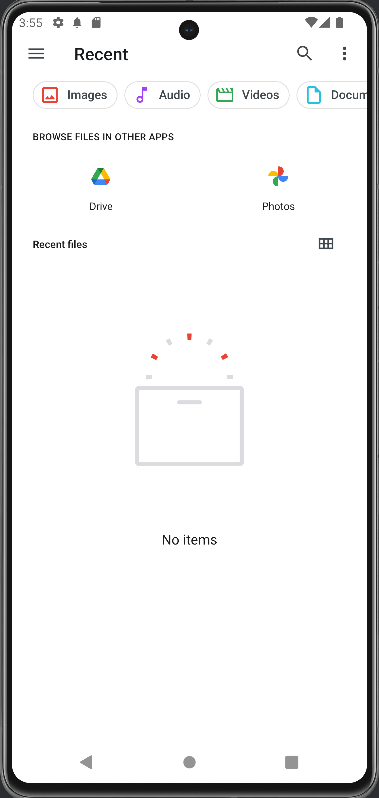 3:55
Recent
Images
Audio
Videos
Docum
BROWSE FILES IN OTHER APPS
Drive
Photos
Recent files
No items